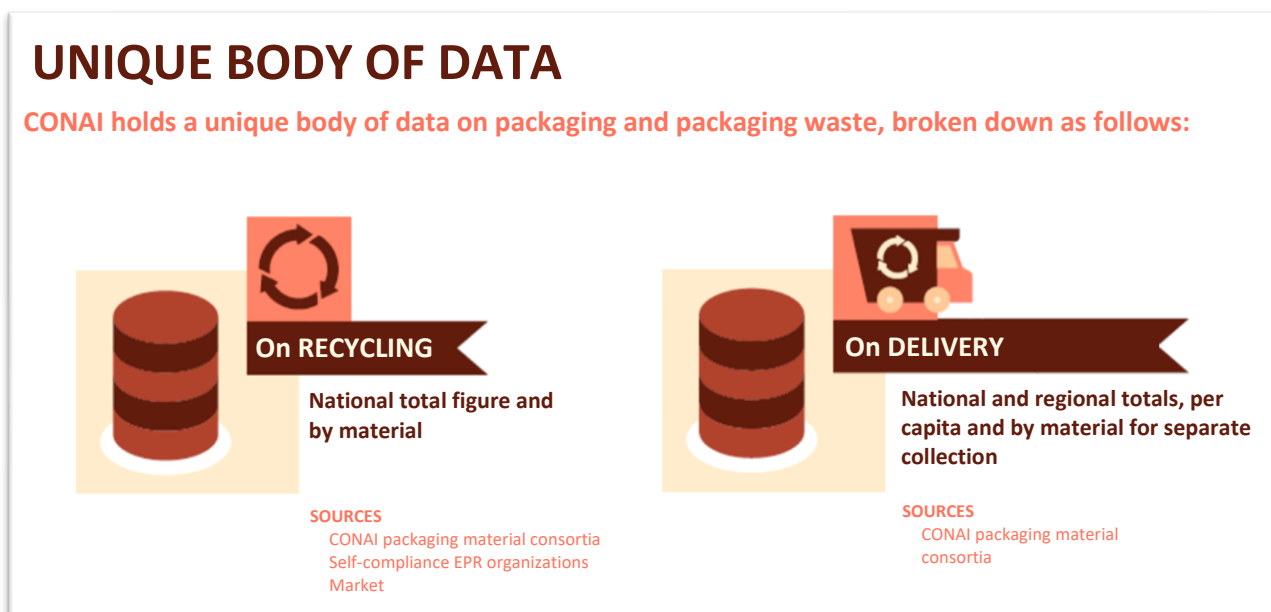 UNIQUE BODY OF DATA
CONAI holds a unique body of data on packaging and packaging waste, broken down as follows:
On RECYCLING
National total figure and
by material
SOURCES
CONAI packaging material consortia
Self-compliance EPR organizations
Market
On DELIVERY
National and regional totals, per
capita and by material for separate
collection
SOURCES
CONAI packaging material
consortia